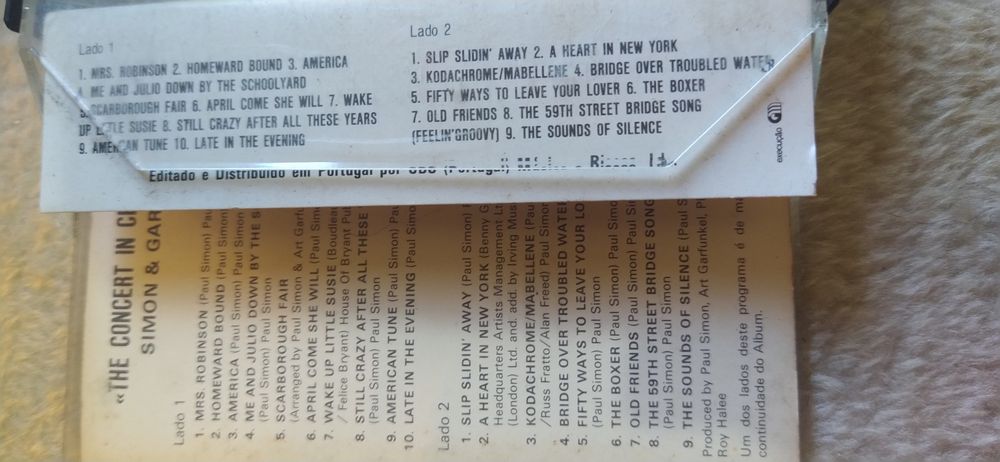 Lado 1
1. MRS. ROBINSON 2. HOMEWARD BOUND 3. AMERICA
ME AND JULIO DOWN BY THE SCHOOLYARD
SCARBOROUGH FAIR 6. APRIL COME SHE WILL 7. WAKE
UP LITTLE SUSIE 8. STILL CRAZY AFTER ALL THESE YEARS
9. AMERICAN TUNE 10. LATE IN THE EVENING
Lado 2
1. SLIP SLIDIN' AWAY 2. A HEART IN NEW YORK
3. KODACHROME/MABELLENE 4. BRIDGE OVER TROUBLED WATER
5. FIFTY WAYS TO LEAVE YOUR LOVER 6. THE BOXER
7. OLD FRIENDS 8. THE 59TH STREET BRIDGE SONG
(FEELIN'GROOVY) 9. THE SOUNDS OF SILENCE
execução
Editado e Distribuído em Portugal por
«THE CONCERT IN
SIMON & GAR
Lado 1
1. MRS. ROBINSON (Paul Simon)
2. HOMEWARD BOUND (Paul Simon)
3. AMERICA (Paul Simon) Paul Simon
4. ME AND JULIO DOWN BY THE S
(Paul Simon) Paul Simon
5. SCARBOROUGH FAIR
(Arranged by Paul Simon & Art Garf
6. APRIL COME SHE WILL (Paul Simon
7. WAKE UP LITTLE SUSIE (Boudlea
/ Felice Bryant) House Of Bryant Pub
8. STILL CRAZY AFTER ALL THESE
(Paul Simon) Paul Simon
9. AMERICAN TUNE (Paul Simon) Pau
10. LATE IN THE EVENING (Paul Simo
Lado 2
1. SLIP SLIDIN' AWAY (Paul Simon)
2. A HEART IN NEW YORK (Benny G
Headquarters Artists Management Lt
(London) Ltd. and. add. by Irving Mus
3. KODACHROME/MABELLENE (Pau
/Russ Fratto/Alan Freed) Paul Simon
4. BRIDGE OVER TROUBLED WATE
5. FIFTY WAYS TO LEAVE YOUR LO
(Paul Simon) Paul Simon
6. THE BOXER (Paul Simon) Paul Simo
7. OLD FRIENDS (Paul Simon) Paul Si
8. THE 59TH STREET BRIDGE SONG
(Paul Simon) Paul Simon
9. THE SOUNDS OF SILENCE (Paul S
Produced by Paul Simon, Art Garfunkel, P
Roy Halee
Um dos lados deste programa é de ma
continuidade do Album.